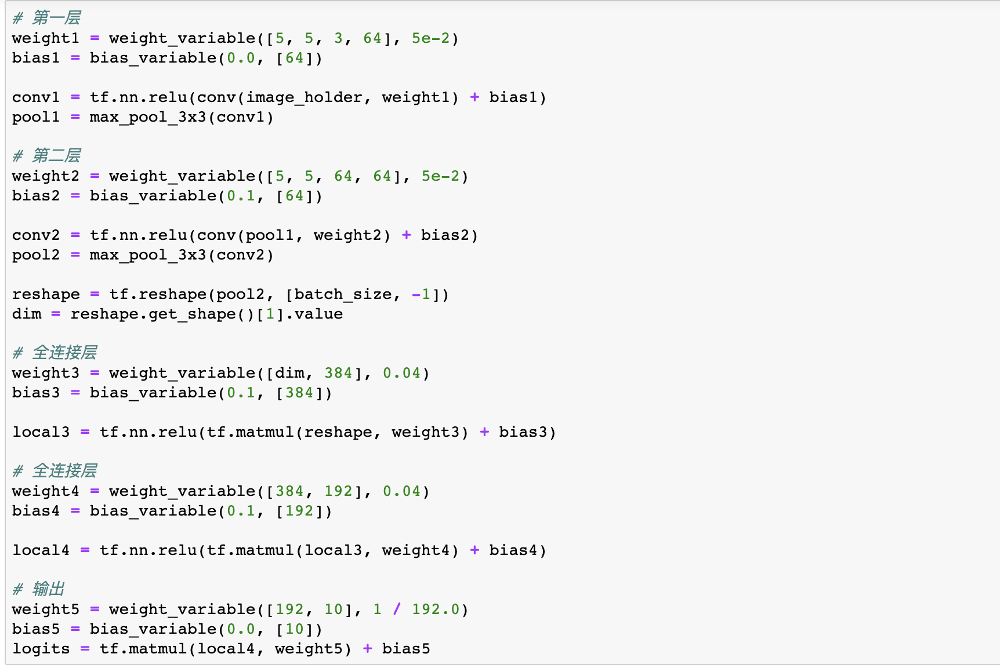 # 第一层
weight1 = weight_variable([5, 5, 3, 64], 5e-2)
bias1 = bias_variable(0.0, [64])
conv1 = tf.nn.relu(conv(image_holder, weight1) + bias1)
pool1 = max_pool_3x3(conv1)
# 第二层
weight2 = weight_variable([5, 5, 64, 64], 5e-2)
bias2 = bias_variable(0.1, [64])
conv2 = tf.nn.relu(conv(pool1, weight2) + bias2)
pool2 = max_pool_3x3(conv2)
reshape = tf.reshape(pool2, [batch_size, -1])
dim = reshape.get_shape()[1].value
# 全连接层
weight3 = weight_variable([dim, 384], 0.04)
bias3 = bias_variable(0.1, [384])
local3 = tf.nn.relu(tf.matmul(reshape, weight3) + bias3)
# 全连接层
weight4 = weight_variable([384, 192], 0.04)
bias4 = bias_variable(0.1, [192])
local4 = tf.nn.relu(tf.matmul(local3, weight4) + bias4)
# 输出
weight5 = weight_variable([192, 10], 1 / 192.0)
bias5 = bias_variable(0.0, [10])
logits = tf.matmul(local4, weight5) + bias5